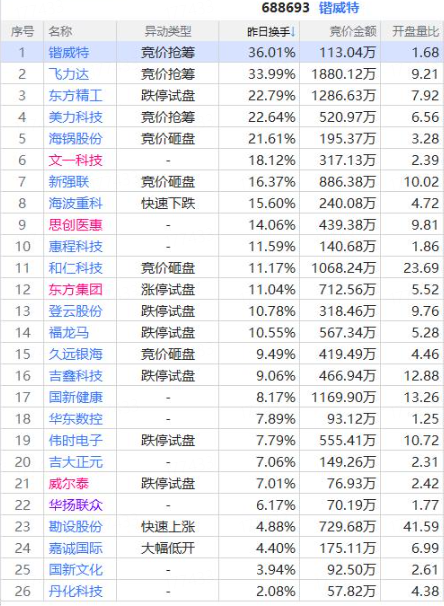 688693 锴威特
序号 名称 异动类型 昨日换手↓ 竞价金额 开盘量比
1 锴威特 竞价抢筹 36.01% 113.04万 1.68
2 飞力达 竞价抢筹 33.99% 1880.12万 9.21
3 东方精工 跌停试盘 22.79% 1286.63万 7.92
4 美力科技 竞价抢筹 22.64% 520.97万 6.56
5 海锅股份 竞价砸盘 21.61% 195.37万 3.28
6 文一科技 - 18.12% 317.13万 2.39
7 新强联 竞价砸盘 16.37% 886.38万 10.02
8 海波重科 快速下跌 15.60% 240.08万 4.72
9 思创医惠 - 14.06% 439.38万 9.81
10 惠程科技 - 11.59% 140.68万 1.86
11 和仁科技 竞价砸盘 11.17% 1068.24万 23.69
12 东方集团 涨停试盘 11.04% 712.56万 5.52
13 登云股份 跌停试盘 10.78% 318.46万 9.76
14 福龙马 跌停试盘 10.55% 567.34万 5.28
15 久远银海 竞价砸盘 9.49% 419.49万 4.46
16 吉鑫科技 跌停试盘 9.06% 466.94万 12.88
17 国新健康 - 8.17% 1169.90万 13.26
18 华东数控 - 7.89% 93.12万 1.25
19 伟时电子 跌停试盘 7.79% 555.41万 10.72
20 吉大正元 - 7.06% 149.26万 2.31
21 威尔泰 跌停试盘 7.01% 76.93万 2.42
22 华扬联众 - 6.17% 70.19万 1.77
23 勘设股份 快速上涨 4.88% 729.68万 41.59
24 嘉诚国际 大幅低开 4.40% 175.11万 6.99
25 国新文化 - 3.94% 92.50万 2.61
26 丹化科技 - 2.08% 57.82万 4.38